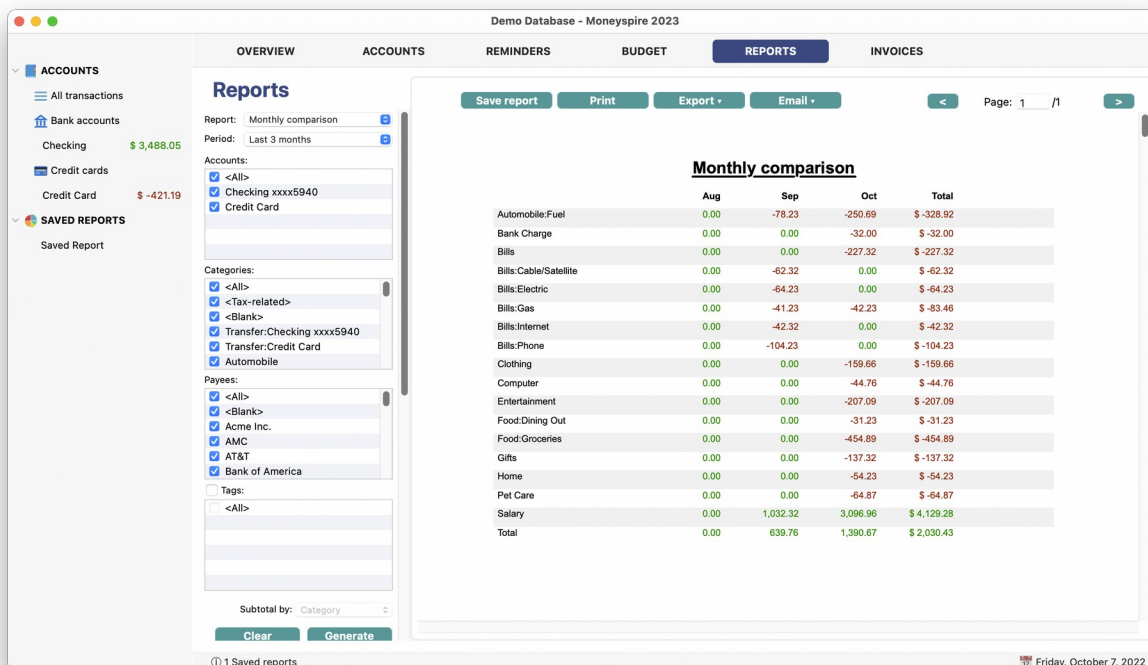 Demo Database - Moneyspire 2023
OVERVIEW ACCOUNTS REMINDERS BUDGET REPORTS INVOICES
ACCOUNTS
All transactions
Bank accounts
Checking $ 3,488.05
Credit cards
Credit Card $ -421.19
SAVED REPORTS
Saved Report
Reports
Report: Monthly comparison
Period: Last 3 months
Accounts:
<All>
Checking xxxx5940
Credit Card
Categories:
<All>
<Tax-related>
<Blank>
Transfer:Checking xxxx5940
Transfer:Credit Card
Automobile
Payees:
<All>
<Blank>
Acme Inc.
AMC
AT&T
Bank of America
Tags:
<All>
Subtotal by: Category
Clear Generate
Save report Print Export Email < Page: 1 /1 >
Monthly comparison
Aug Sep Oct Total
Automobile:Fuel 0.00 -78.23 -250.69 $ -328.92
Bank Charge 0.00 0.00 -32.00 $ -32.00
Bills 0.00 0.00 -227.32 $ -227.32
Bills:Cable/Satellite 0.00 -62.32 0.00 $ -62.32
Bills:Electric 0.00 -64.23 0.00 $ -64.23
Bills:Gas 0.00 -41.23 -42.23 $ -83.46
Bills:Internet 0.00 -42.32 0.00 $ -42.32
Bills:Phone 0.00 -104.23 0.00 $ -104.23
Clothing 0.00 0.00 -159.66 $ -159.66
Computer 0.00 0.00 -44.76 $ -44.76
Entertainment 0.00 0.00 -207.09 $ -207.09
Food:Dining Out 0.00 0.00 -31.23 $ -31.23
Food:Groceries 0.00 0.00 -454.89 $ -454.89
Gifts 0.00 0.00 -137.32 $ -137.32
Home 0.00 0.00 -54.23 $ -54.23
Pet Care 0.00 0.00 -64.87 $ -64.87
Salary 0.00 1,032.32 3,096.96 $ 4,129.28
Total 0.00 639.76 1,390.67 $ 2,030.43
1 Saved reports
Friday, October 7, 2022